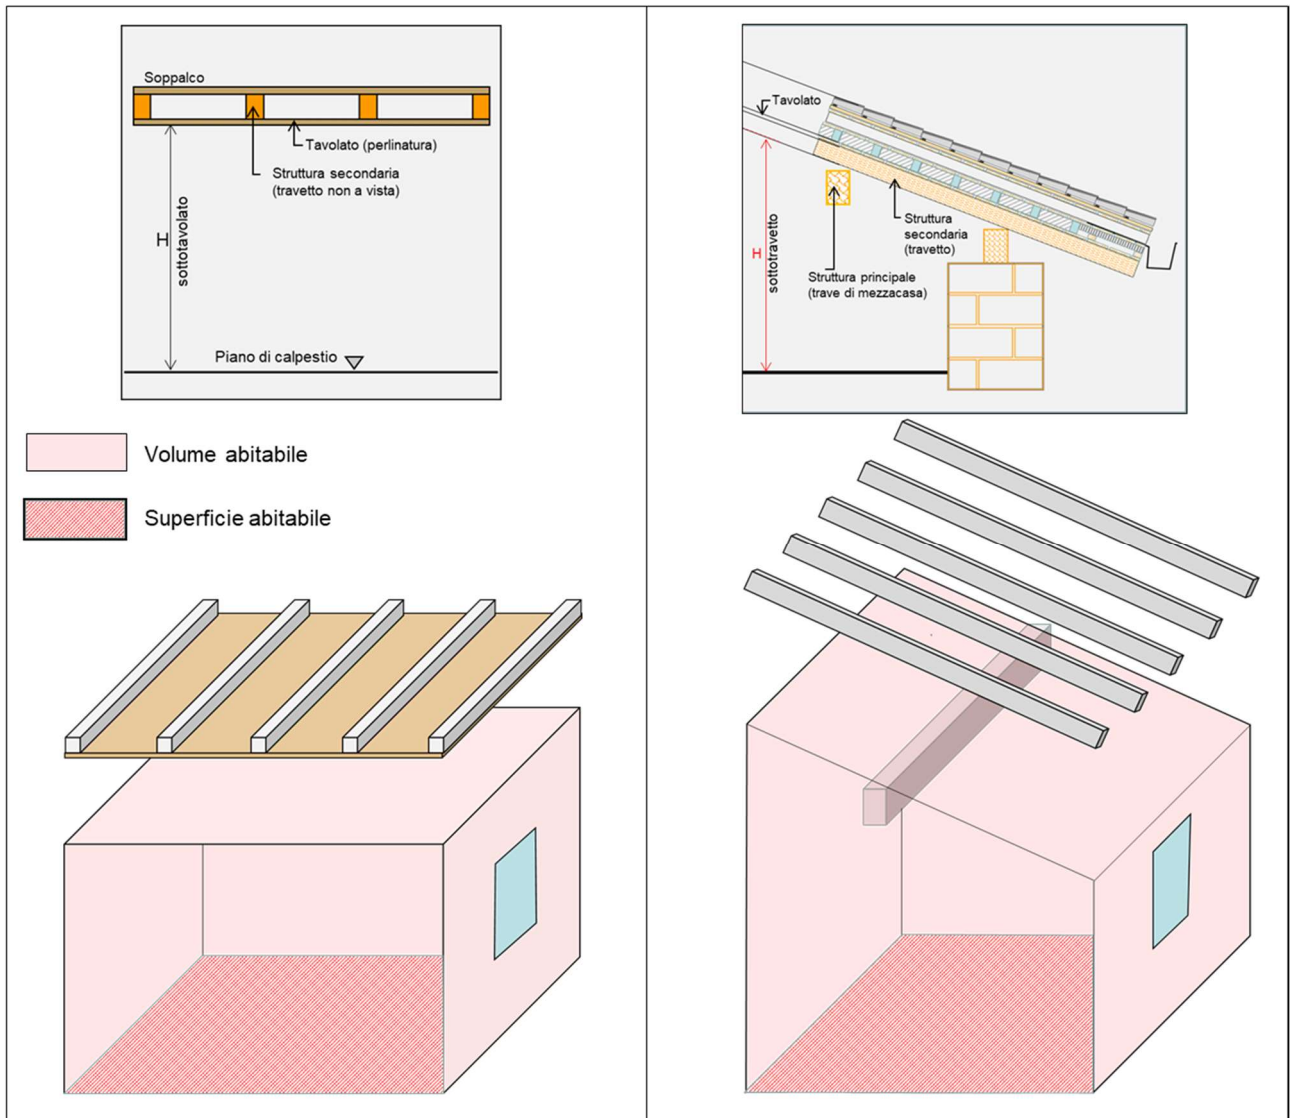 Soppalco
Tavolato (perlinatura)
Struttura secondaria
(travetto non a vista)
H
sottotavolato
Piano di calpestio
Tavolato
Struttura
secondaria
(travetto)
Struttura principale
(trave di mezzacasa)
H
sottotravetto
Volume abitabile
Superficie abitabile